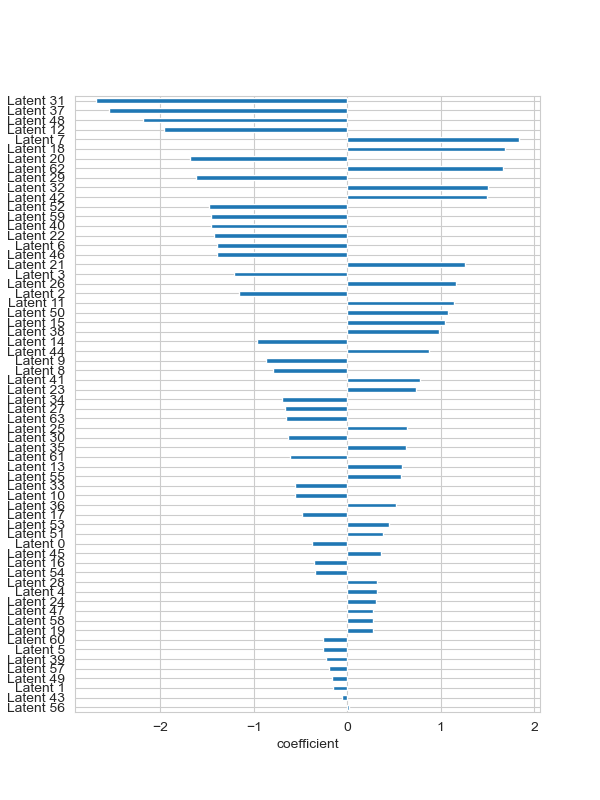 Latent 31
Latent 37
Latent 48
Latent 12
Latent 7
Latent 18
Latent 20
Latent 62
Latent 29
Latent 32
Latent 42
Latent 52
Latent 59
Latent 40
Latent 22
Latent 6
Latent 46
Latent 21
Latent 3
Latent 26
Latent 2
Latent 11
Latent 50
Latent 15
Latent 38
Latent 14
Latent 44
Latent 9
Latent 8
Latent 41
Latent 23
Latent 34
Latent 27
Latent 63
Latent 25
Latent 30
Latent 35
Latent 61
Latent 13
Latent 55
Latent 33
Latent 10
Latent 36
Latent 17
Latent 53
Latent 51
Latent 0
Latent 45
Latent 16
Latent 54
Latent 28
Latent 4
Latent 24
Latent 47
Latent 58
Latent 19
Latent 60
Latent 5
Latent 39
Latent 57
Latent 49
Latent 1
Latent 43
Latent 56
−2 −1 0 1 2
coefficient